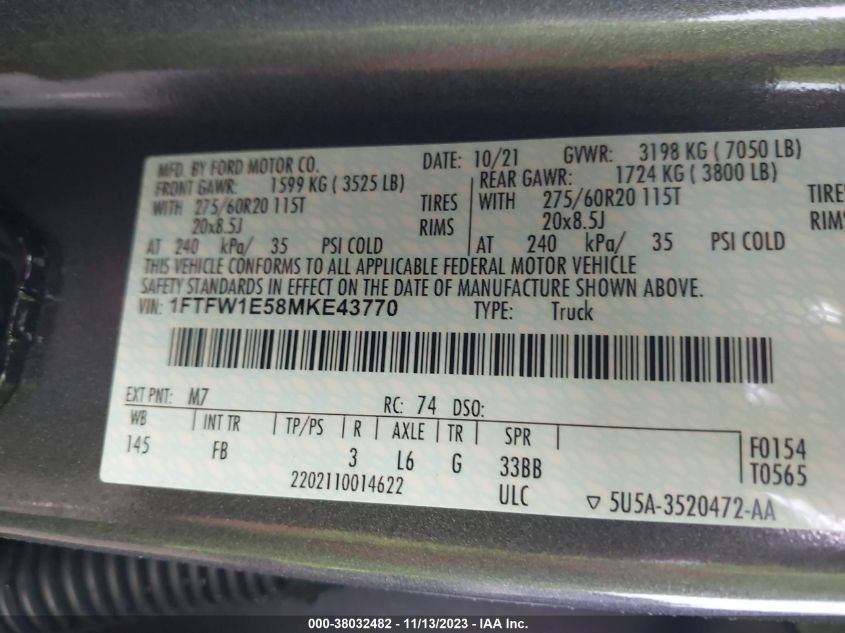 MFD. BY FORD MOTOR CO. DATE: 10/21 GVWR: 3198 KG ( 7050 LB)
FRONT GAWR: 1599 KG ( 3525 LB) REAR GAWR: 1724 KG ( 3800 LB)
WITH 275/60R20 115T TIRES WITH 275/60R20 115T TIRES
20x8.5J RIMS 20x8.5J RIMS
AT 240 kPa/ 35 PSI COLD AT 240 kPa/ 35 PSI COLD
THIS VEHICLE CONFORMS TO ALL APPLICABLE FEDERAL MOTOR VEHICLE
SAFETY STANDARDS IN EFFECT ON THE DATE OF MANUFACTURE SHOWN ABOVE.
VIN: 1FTFW1E58MKE43770 TYPE: Truck
EXT PNT: M7 RC: 74 DSO:
WB INT TR TP/PS R AXLE TR SPR
145 FB 3 L6 G 33BB
F0154
T0565
2202110014622 ULC ▽ 5U5A-3520472-AA
000-38032482 - 11/13/2023 - IAA Inc.